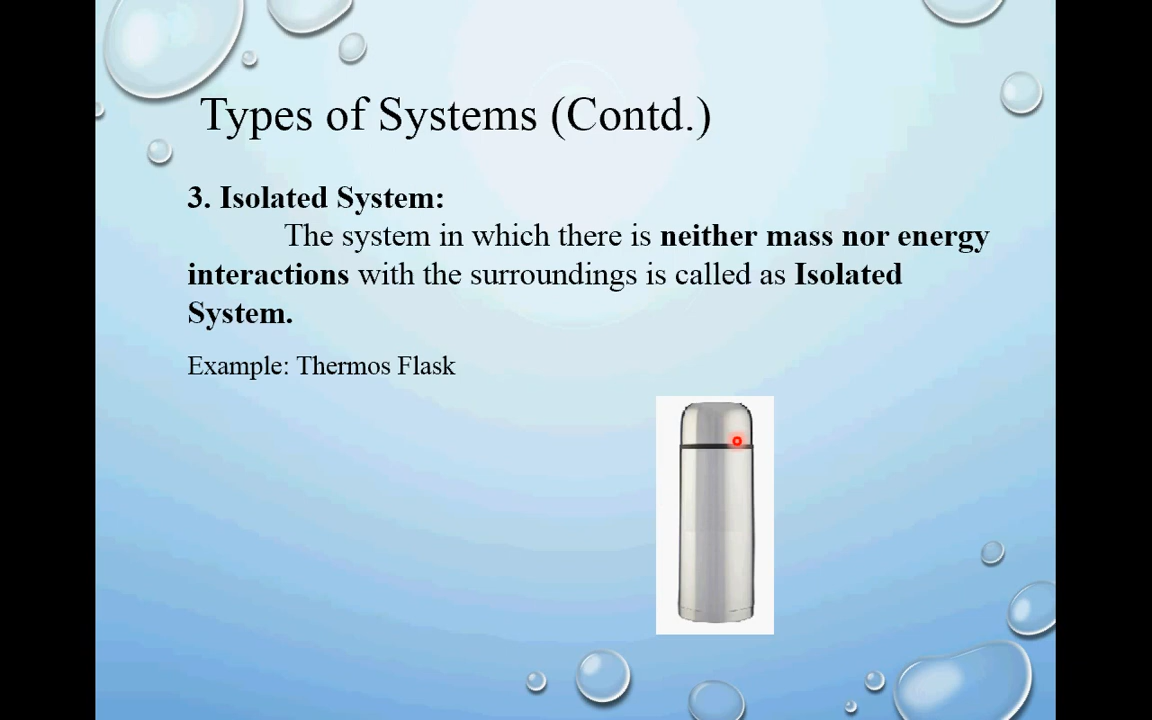 Types of Systems (Contd.)
3. Isolated System:
The system in which there is neither mass nor energy
interactions with the surroundings is called as Isolated
System.
Example: Thermos Flask